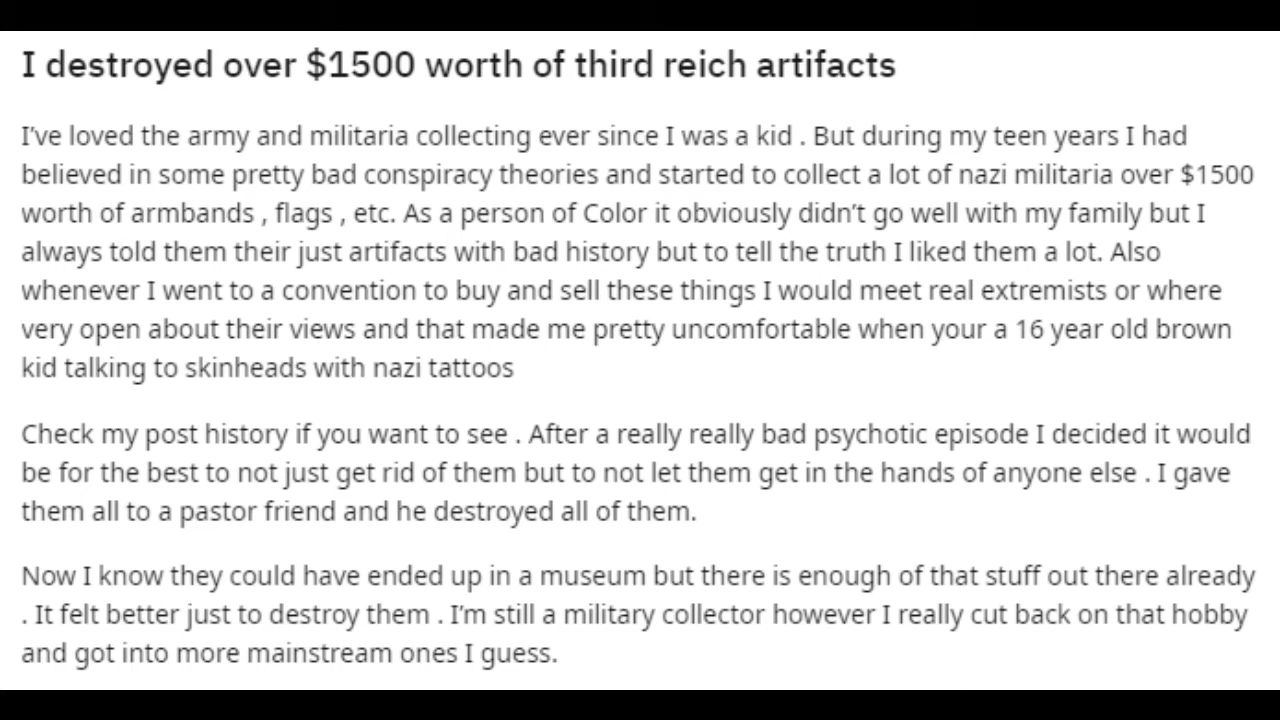 I destroyed over $1500 worth of third reich artifacts
I've loved the army and militaria collecting ever since I was a kid . But during my teen years I had
believed in some pretty bad conspiracy theories and started to collect a lot of nazi militaria over $1500
worth of armbands , flags , etc. As a person of Color it obviously didn't go well with my family but I
always told them their just artifacts with bad history but to tell the truth I liked them a lot. Also
whenever I went to a convention to buy and sell these things I would meet real extremists or where
very open about their views and that made me pretty uncomfortable when your a 16 year old brown
kid talking to skinheads with nazi tattoos
Check my post history if you want to see . After a really really bad psychotic episode I decided it would
be for the best to not just get rid of them but to not let them get in the hands of anyone else . I gave
them all to a pastor friend and he destroyed all of them.
Now I know they could have ended up in a museum but there is enough of that stuff out there already
. It felt better just to destroy them . I'm still a military collector however I really cut back on that hobby
and got into more mainstream ones I guess.